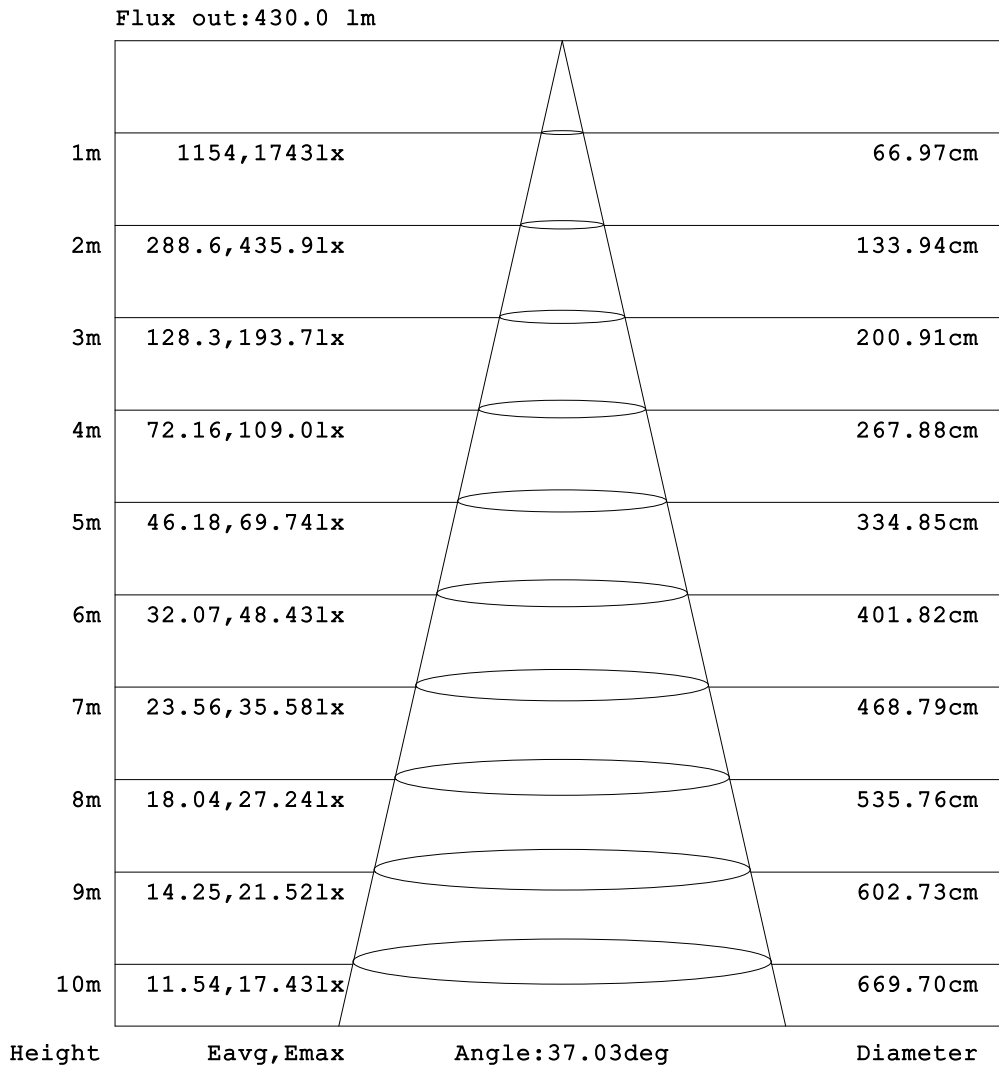 Flux out:430.0 lm
1m 1154,1743lx 66.97cm
2m 288.6,435.9lx 133.94cm
3m 128.3,193.7lx 200.91cm
4m 72.16,109.0lx 267.88cm
5m 46.18,69.74lx 334.85cm
6m 32.07,48.43lx 401.82cm
7m 23.56,35.58lx 468.79cm
8m 18.04,27.24lx 535.76cm
9m 14.25,21.52lx 602.73cm
10m 11.54,17.43lx 669.70cm
Height Eavg,Emax Angle:37.03deg Diameter